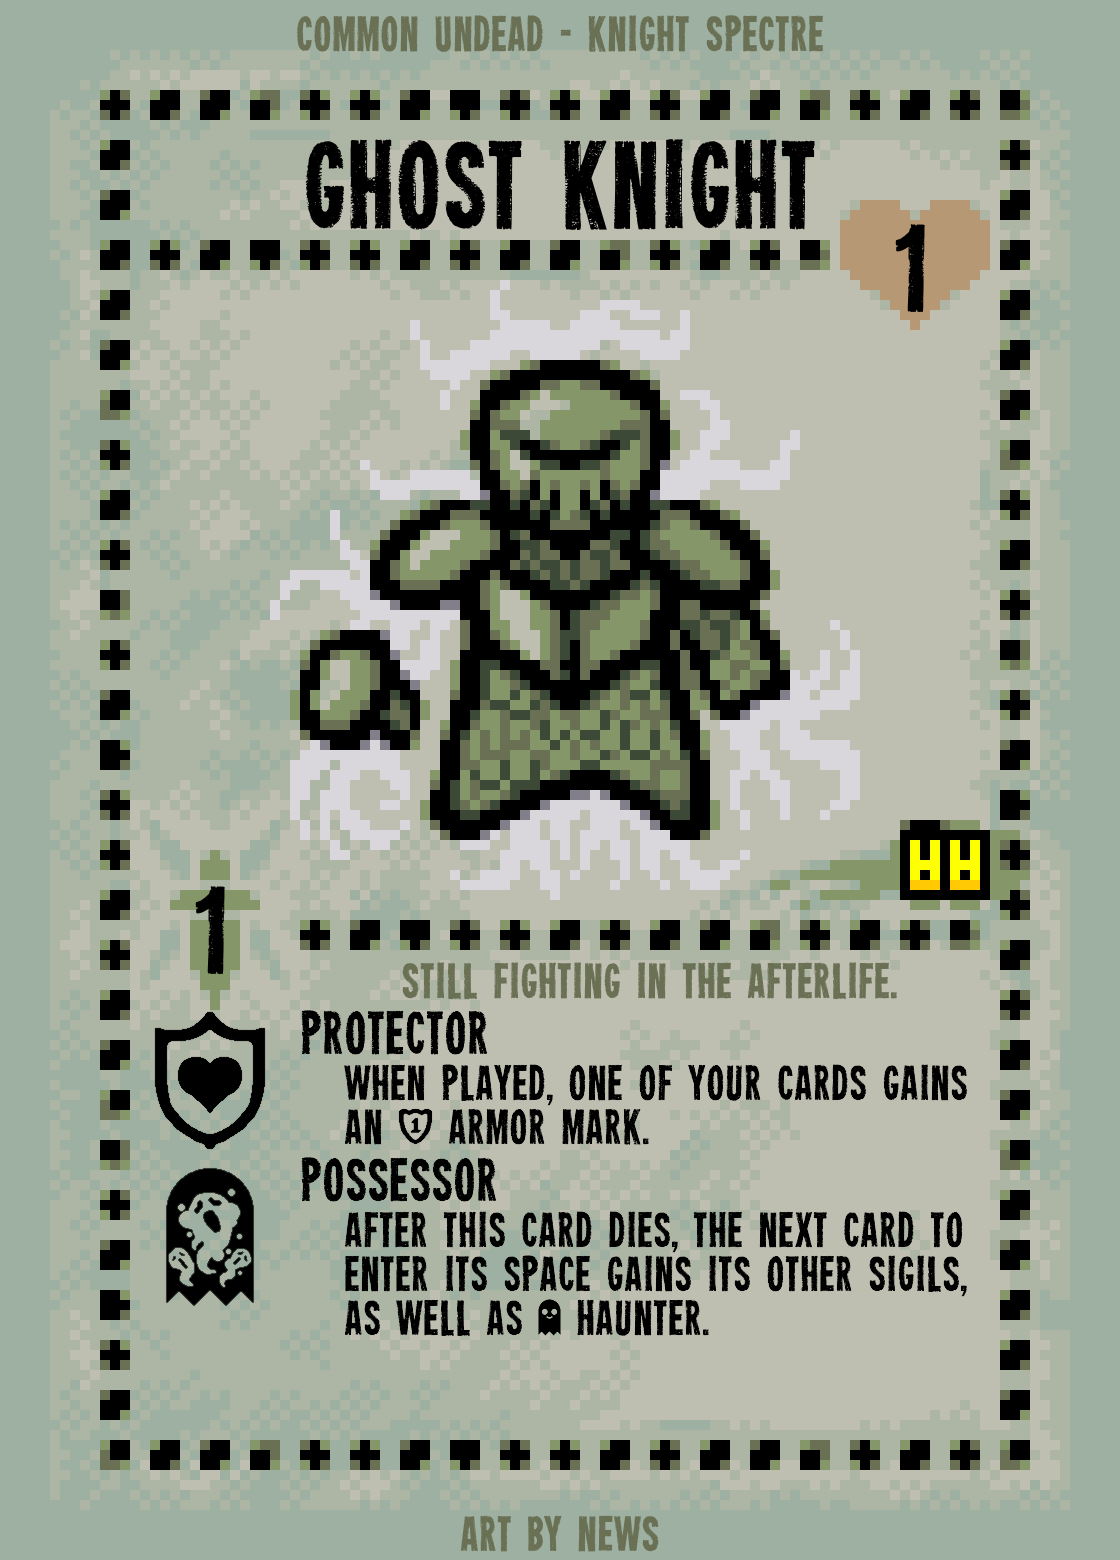 COMMON UNDEAD - KNIGHT SPECTRE
GHOST KNIGHT
1
1
STILL FIGHTING IN THE AFTERLIFE.
PROTECTOR
WHEN PLAYED, ONE OF YOUR CARDS GAINS
AN 1 ARMOR MARK.
POSSESSOR
AFTER THIS CARD DIES, THE NEXT CARD TO
ENTER ITS SPACE GAINS ITS OTHER SIGILS,
AS WELL AS HAUNTER.
ART BY NEWS